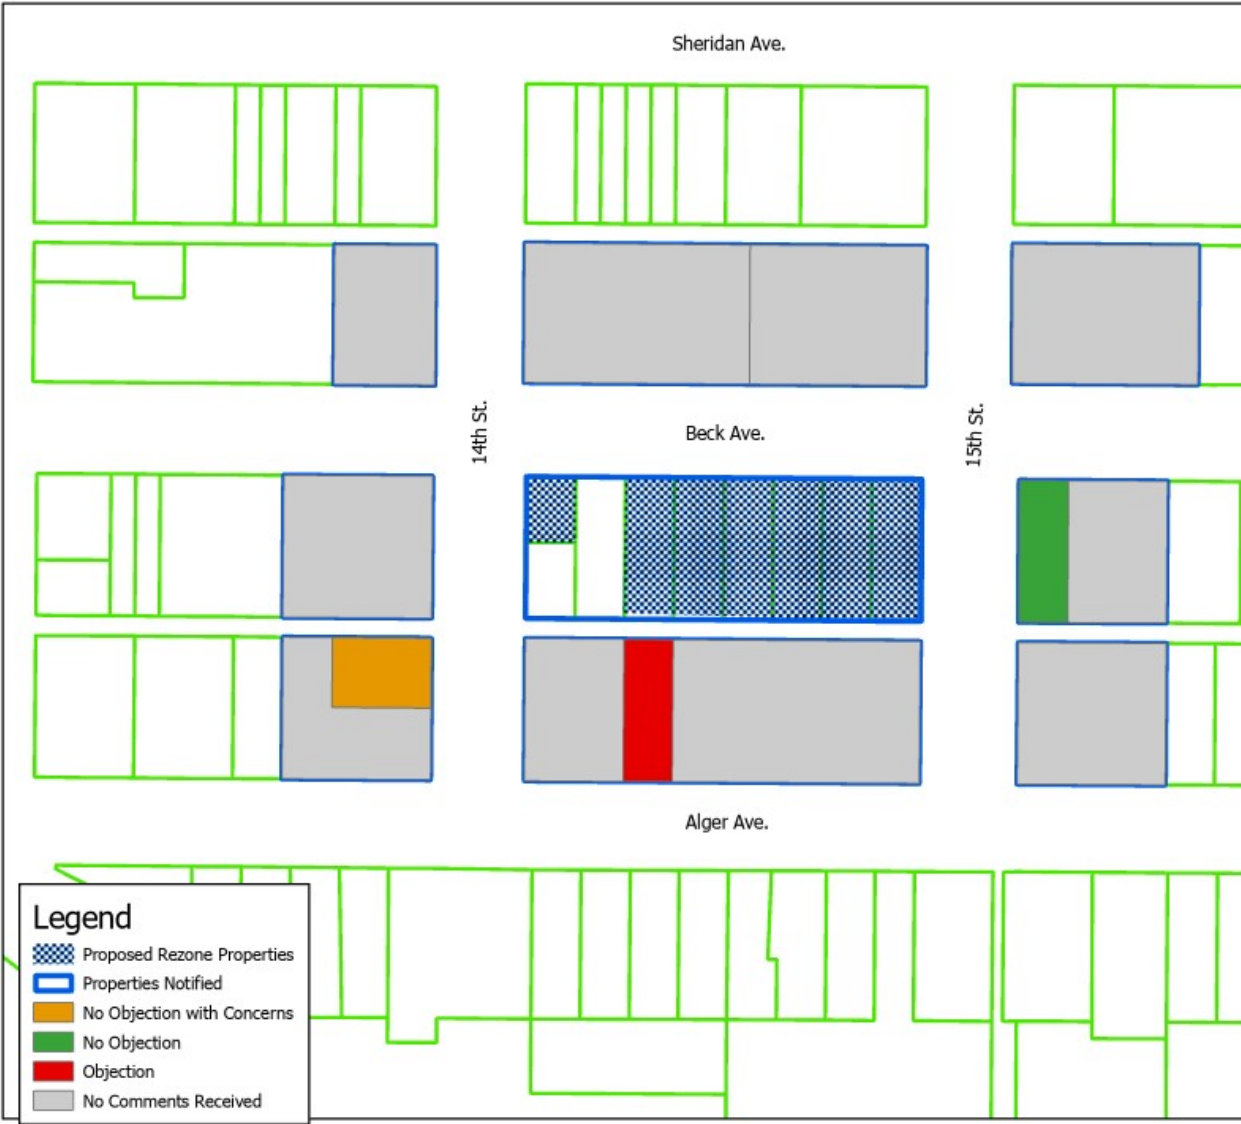 Sheridan Ave.
14th St.
Beck Ave.
15th St.
Alger Ave.
Legend
Proposed Rezone Properties
Properties Notified
No Objection with Concerns
No Objection
Objection
No Comments Received